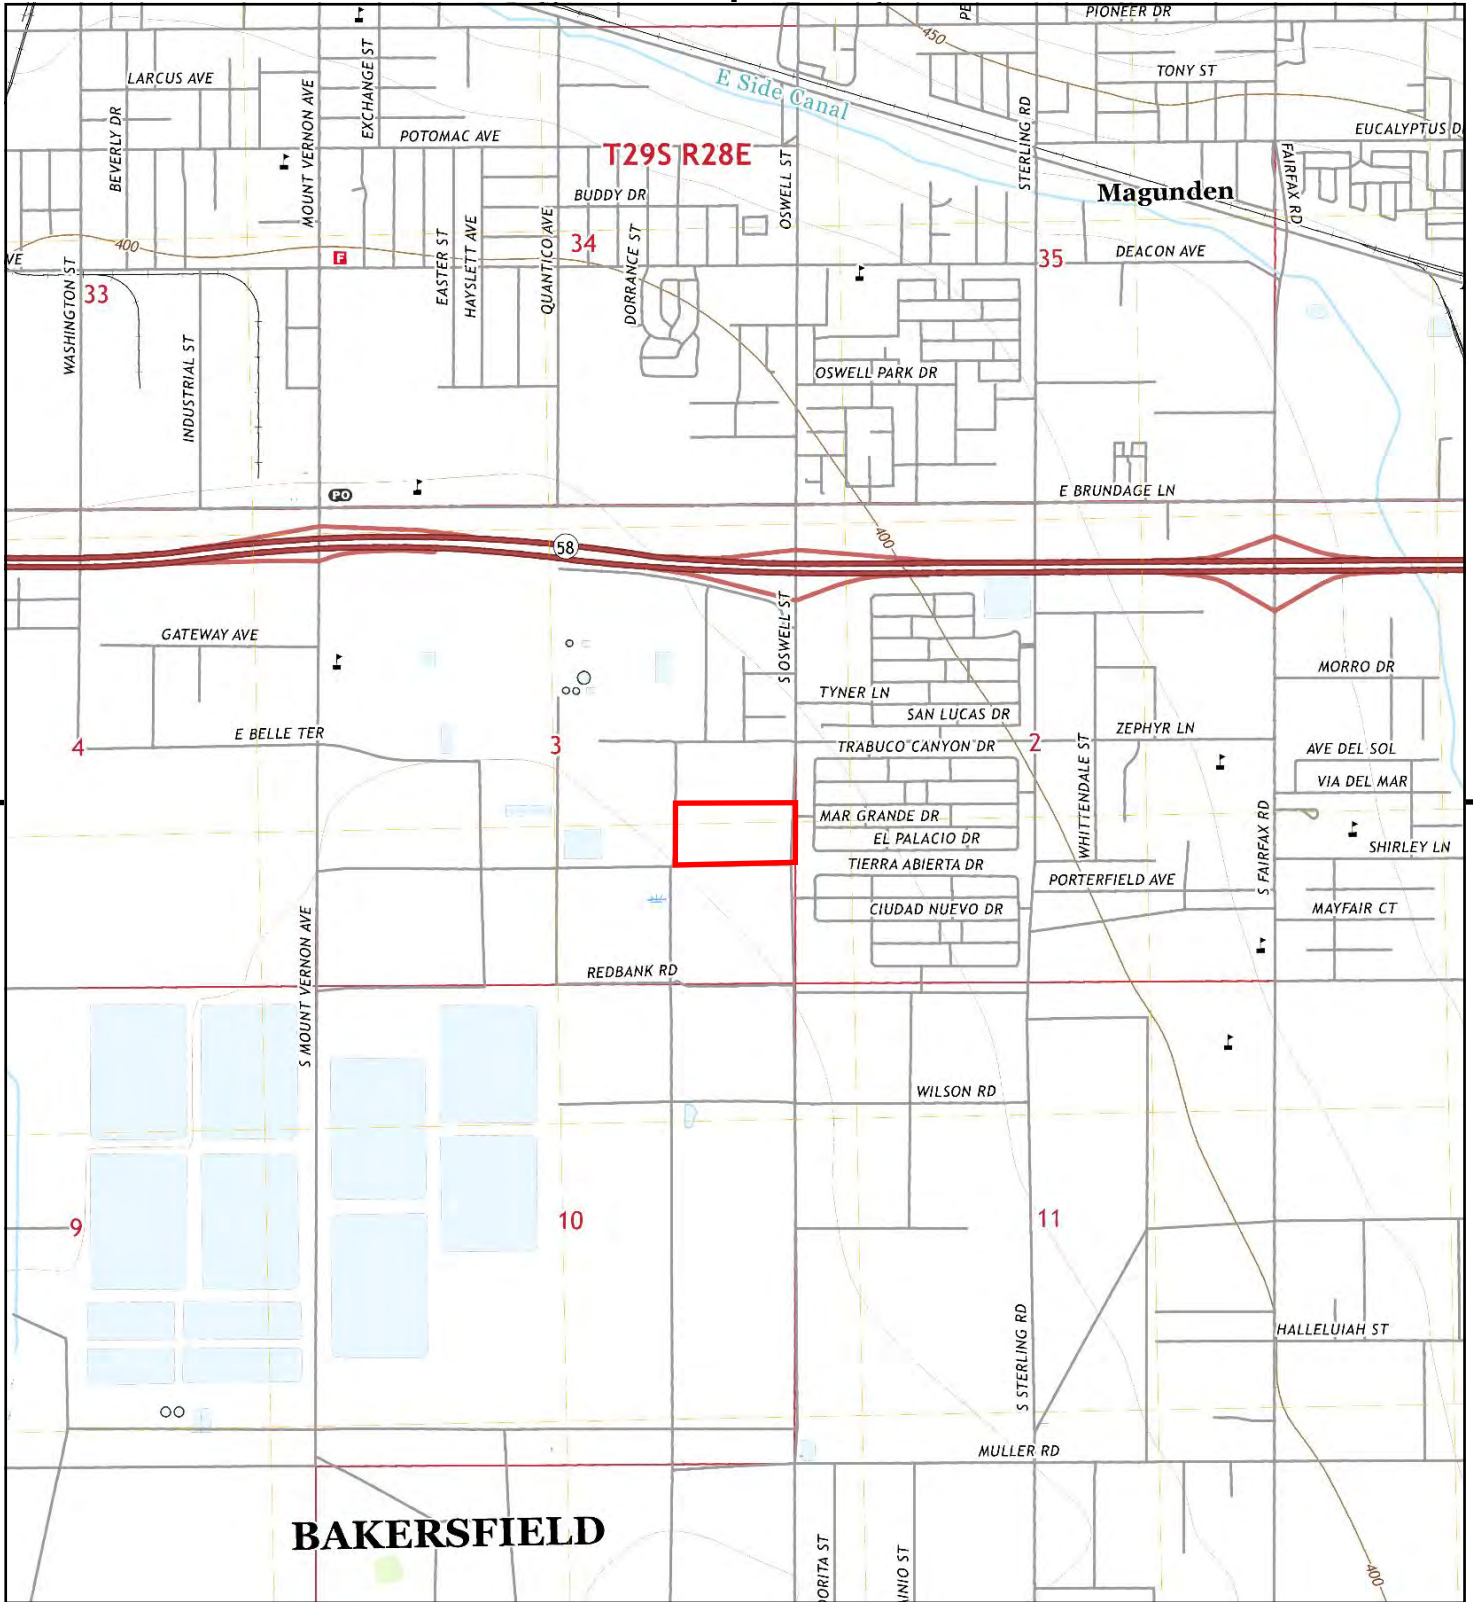 PIONEER DR
PE
450
LARCUS AVE
TONY ST
E Side Canal
EXCHANGE ST
MOUNT VERNON AVE
BEVERLY DR
POTOMAC AVE
STERLING RD
EUCALYPTUS D
T29S R28E
OSWELL ST
FAIRFAX RD
Magunden
BUDDY DR
400
VE
F
34
35
DEACON AVE
EASTER ST
HAYSLETT AVE
QUANTICO AVE
DORRANCE ST
WASHINGTON ST
33
INDUSTRIAL ST
OSWELL PARK DR
PO
E BRUNDAGE LN
58
400
GATEWAY AVE
S OSWELL ST
MORRO DR
TYNER LN
SAN LUCAS DR
E BELLE TER
ZEPHYR LN
4
3
TRABUCO CANYON DR
2
WHITTENDALE ST
AVE DEL SOL
VIA DEL MAR
MAR GRANDE DR
EL PALACIO DR
S FAIRFAX RD
SHIRLEY LN
TIERRA ABIERTA DR
PORTERFIELD AVE
CIUDAD NUEVO DR
MAYFAIR CT
S MOUNT VERNON AVE
REDBANK RD
WILSON RD
9
10
11
S STERLING RD
HALLELUIAH ST
MULLER RD
BAKERSFIELD
DORITA ST
INIO ST
400